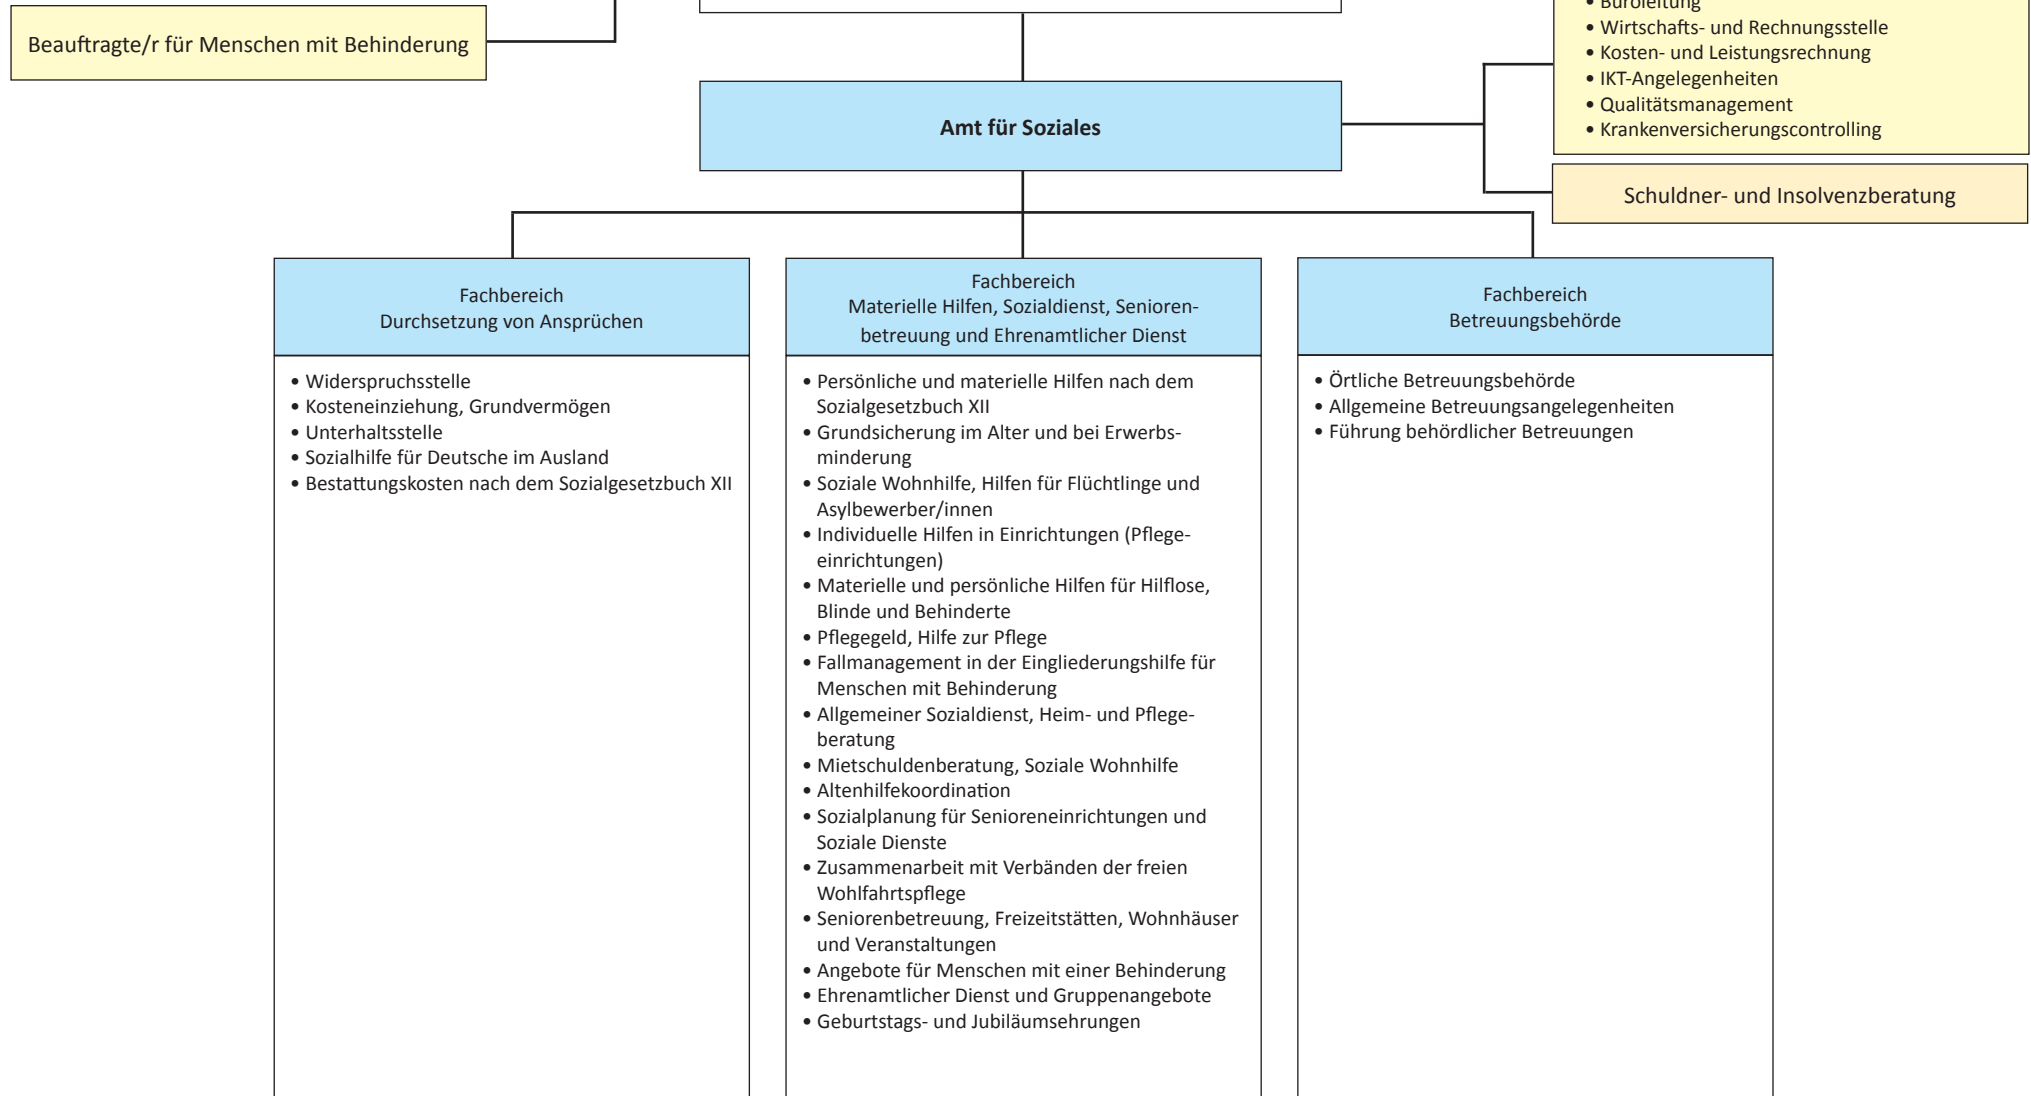 Beauftragte/r für Menschen mit Behinderung
• Büroleitung
• Wirtschafts- und Rechnungsstelle
• Kosten- und Leistungsrechnung
• IKT-Angelegenheiten
• Qualitätsmanagement
• Krankenversicherungscontrolling
Amt für Soziales
Schuldner- und Insolvenzberatung
Fachbereich
Durchsetzung von Ansprüchen
• Widerspruchsstelle
• Kosteneinziehung, Grundvermögen
• Unterhaltsstelle
• Sozialhilfe für Deutsche im Ausland
• Bestattungskosten nach dem Sozialgesetzbuch XII
Fachbereich
Materielle Hilfen, Sozialdienst, Senioren-
betreuung und Ehrenamtlicher Dienst
• Persönliche und materielle Hilfen nach dem
Sozialgesetzbuch XII
• Grundsicherung im Alter und bei Erwerbs-
minderung
• Soziale Wohnhilfe, Hilfen für Flüchtlinge und
Asylbewerber/innen
• Individuelle Hilfen in Einrichtungen (Pflege-
einrichtungen)
• Materielle und persönliche Hilfen für Hilflose,
Blinde und Behinderte
• Pflegegeld, Hilfe zur Pflege
• Fallmanagement in der Eingliederungshilfe für
Menschen mit Behinderung
• Allgemeiner Sozialdienst, Heim- und Pflege-
beratung
• Mietschuldenberatung, Soziale Wohnhilfe
• Altenhilfekoordination
• Sozialplanung für Senioreneinrichtungen und
Soziale Dienste
• Zusammenarbeit mit Verbänden der freien
Wohlfahrtspflege
• Seniorenbetreuung, Freizeitstätten, Wohnhäuser
und Veranstaltungen
• Angebote für Menschen mit einer Behinderung
• Ehrenamtlicher Dienst und Gruppenangebote
• Geburtstags- und Jubiläumsehrungen
Fachbereich
Betreuungsbehörde
• Örtliche Betreuungsbehörde
• Allgemeine Betreuungsangelegenheiten
• Führung behördlicher Betreuungen